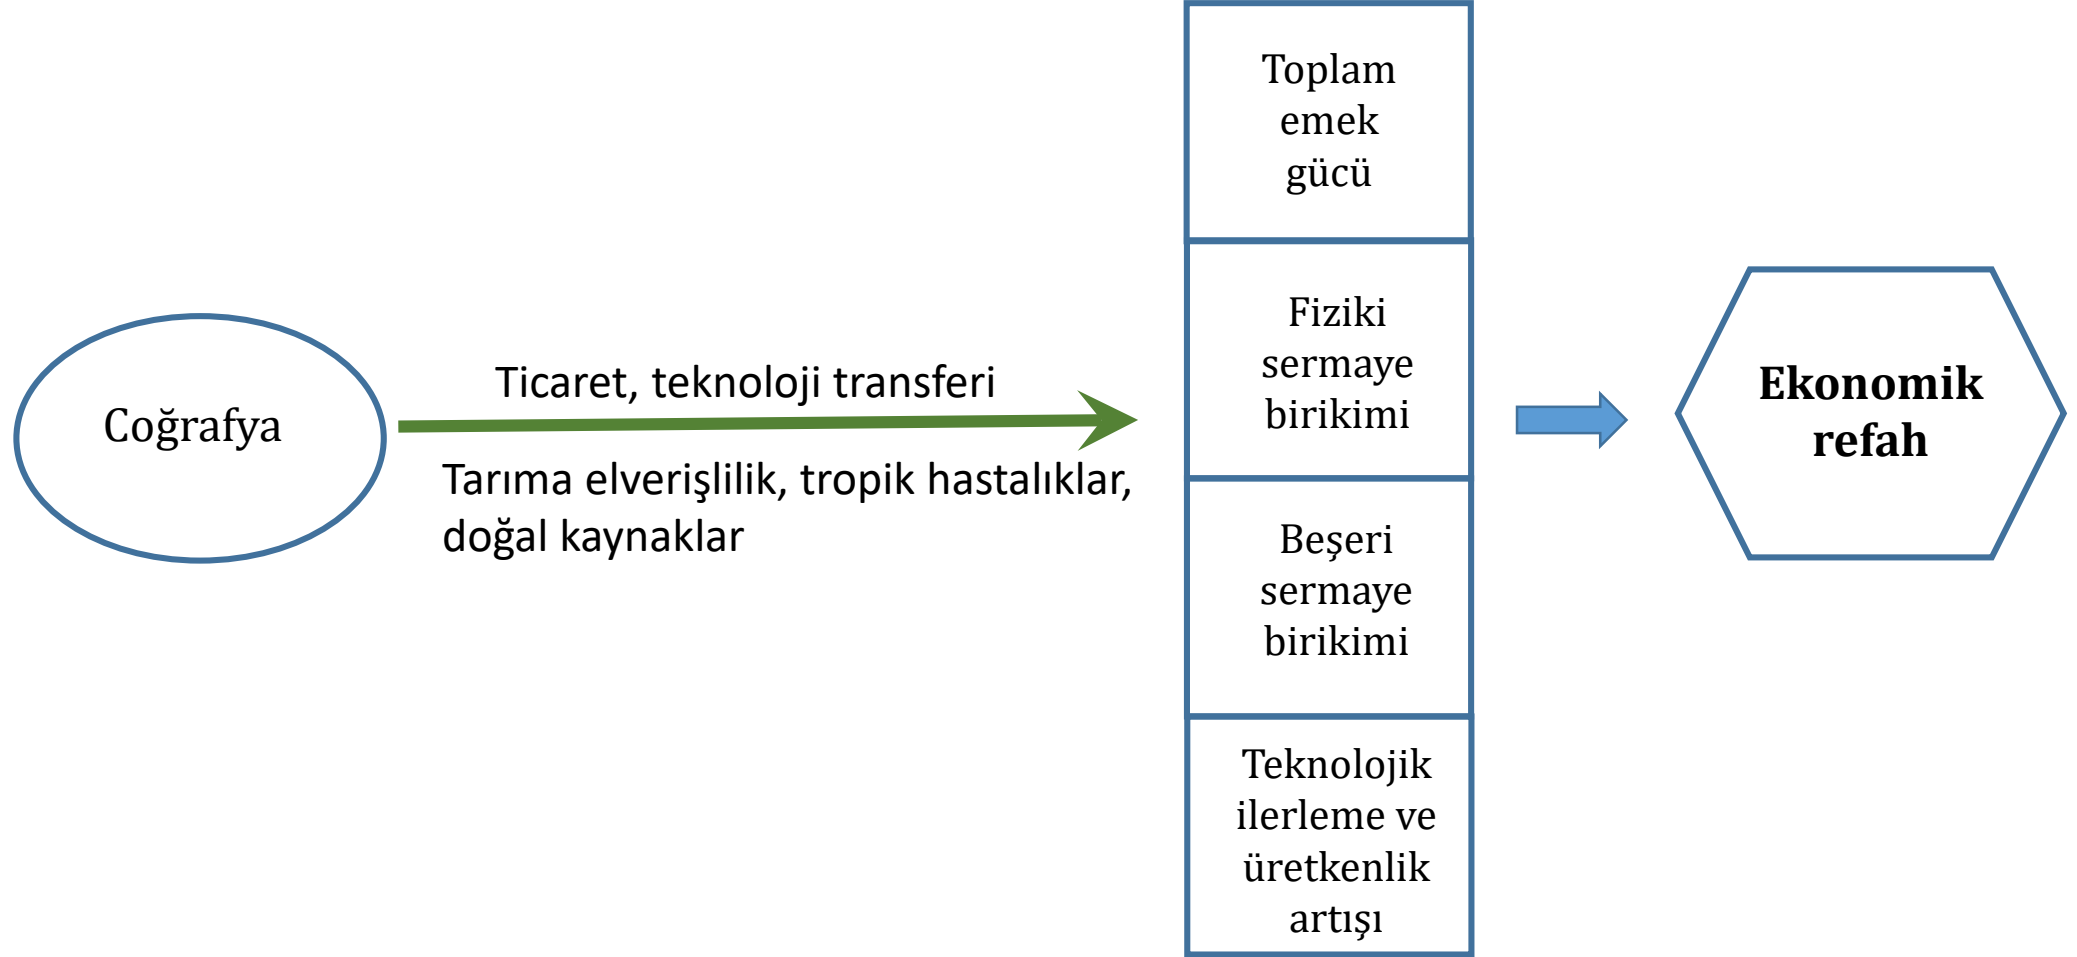 Coğrafya
Ticaret, teknoloji transferi
Tarıma elverişlilik, tropik hastalıklar,
doğal kaynaklar
Toplam
emek
gücü
Fiziki
sermaye
birikimi
Beşeri
sermaye
birikimi
Teknolojik
ilerleme ve
üretkenlik
artışı
Ekonomik
refah